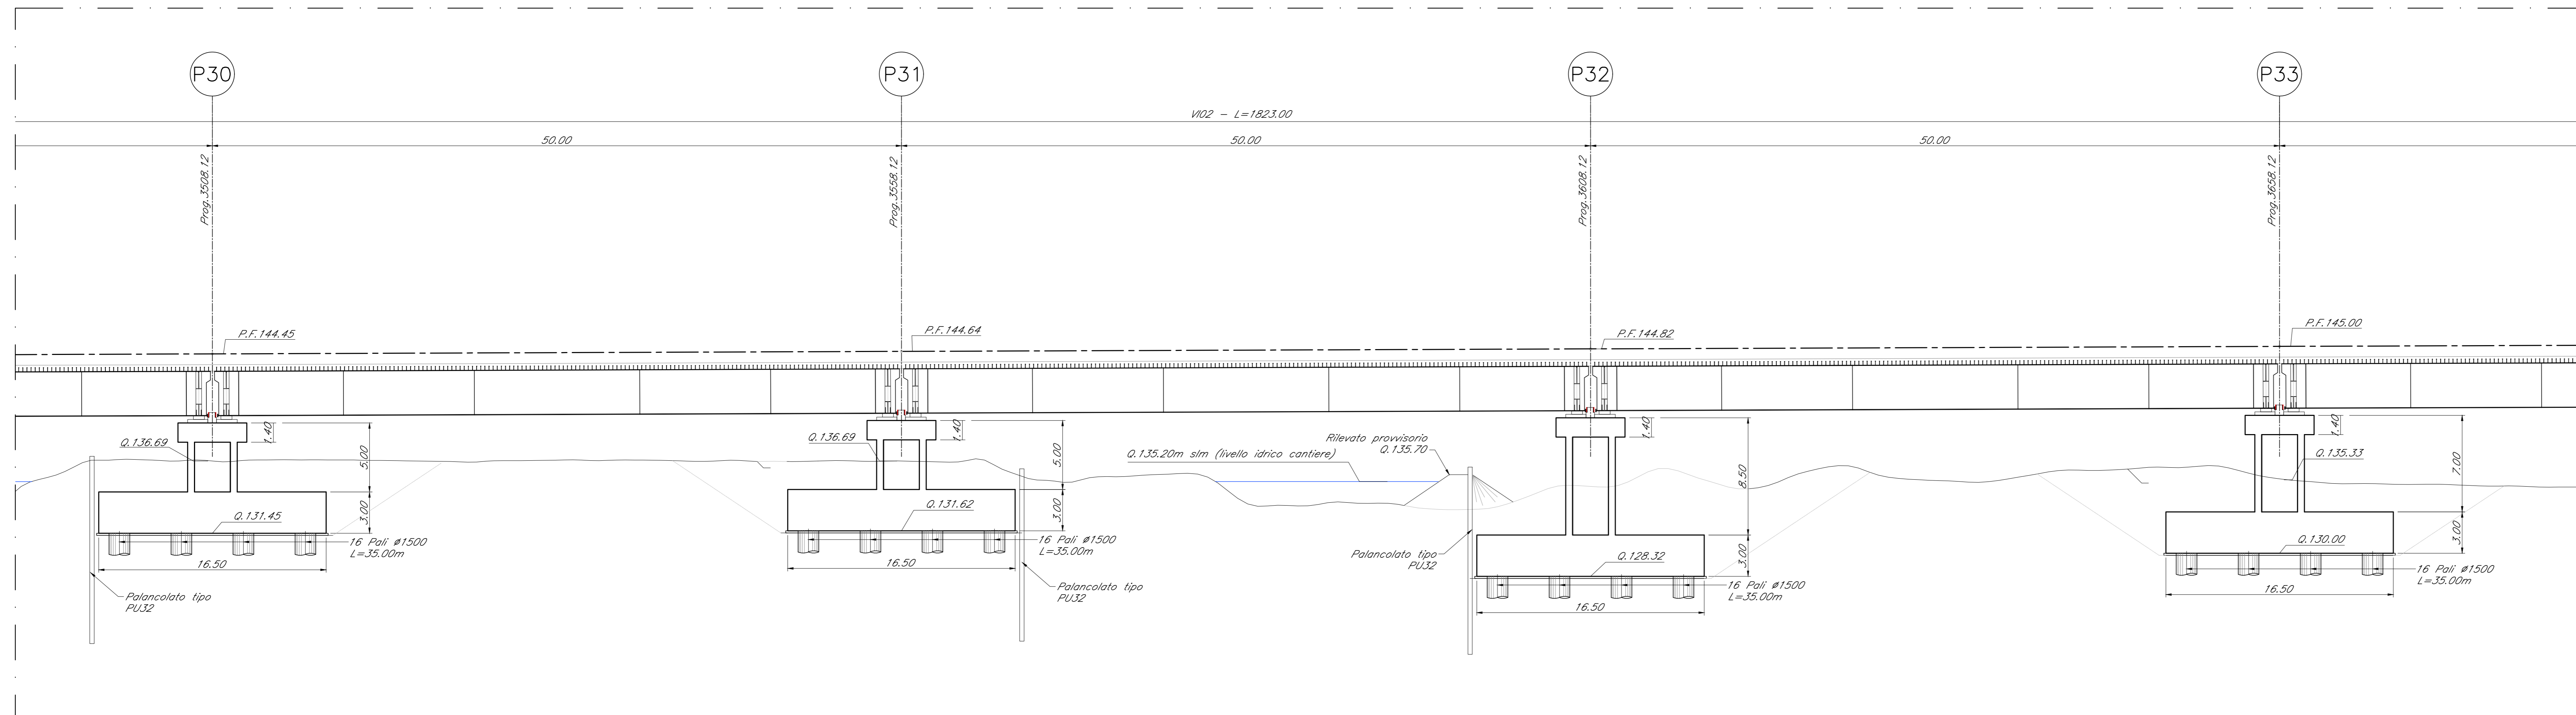 P30
P31
P32
P33
VI02 - L=1823.00
50.00
50.00
50.00
Prog.3508.12
Prog.3558.12
Prog.3608.12
Prog.3658.12
P.F.144.45
P.F.144.64
P.F.144.82
P.F.145.00
Q.136.69
1.40
5.00
3.00
Q.131.45
16 Pali ø1500
L=35.00m
16.50
Palancolato tipo
PU32
Q.136.69
1.40
5.00
3.00
Q.131.62
16 Pali ø1500
L=35.00m
16.50
Palancolato tipo
PU32
Q.135.20m slm (livello idrico cantiere)
Rilevato provvisorio
Q.135.70
Palancolato tipo
PU32
1.40
8.50
3.00
Q.128.32
16 Pali ø1500
L=35.00m
16.50
1.40
Q.135.33
7.00
3.00
Q.130.00
16 Pali ø1500
L=35.00m
16.50